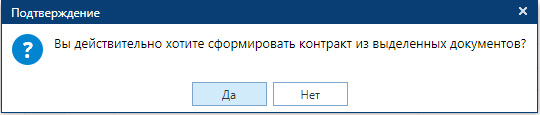 Подтверждение
Вы действительно хотите сформировать контракт из выделенных документов?
Да
Нет